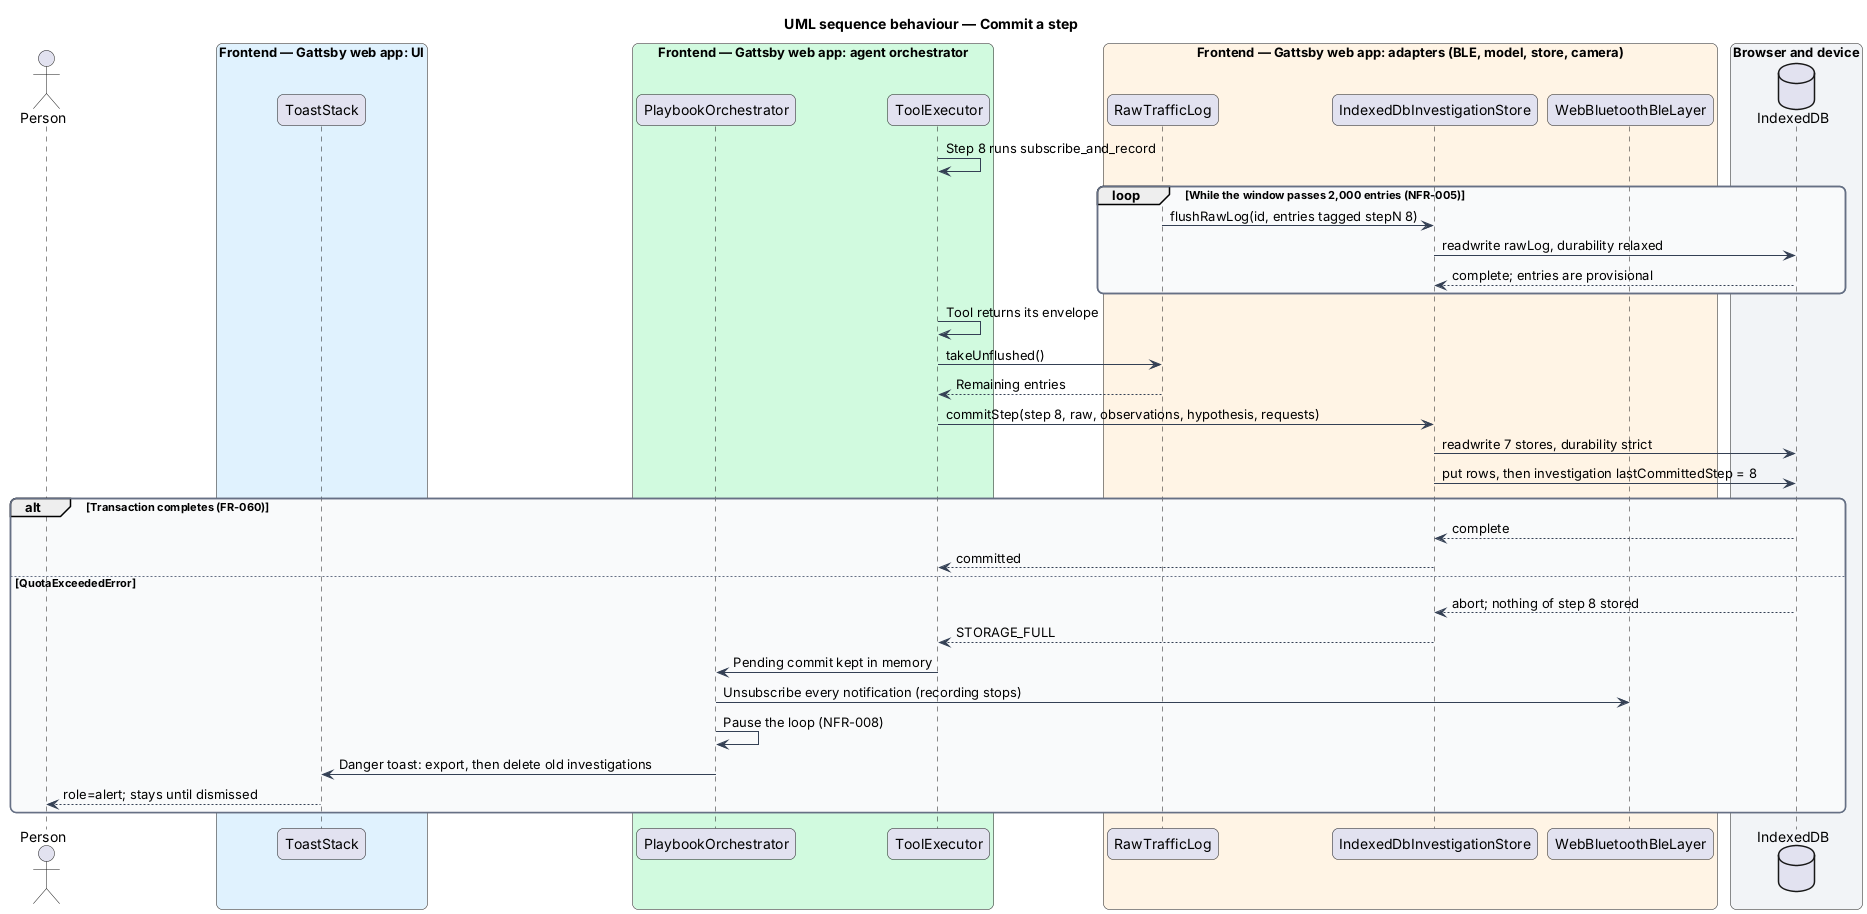 UML sequence behaviour — Commit a step
Frontend — Gattsby web app: UI
Frontend — Gattsby web app: agent orchestrator
Frontend — Gattsby web app: adapters (BLE, model, store, camera)
Browser and device
Person
ToastStack
PlaybookOrchestrator
ToolExecutor
RawTrafficLog
IndexedDbInvestigationStore
WebBluetoothBleLayer
IndexedDB
Step 8 runs subscribe_and_record
loop
[While the window passes 2,000 entries (NFR-005)]
flushRawLog(id, entries tagged stepN 8)
readwrite rawLog, durability relaxed
complete; entries are provisional
Tool returns its envelope
takeUnflushed()
Remaining entries
commitStep(step 8, raw, observations, hypothesis, requests)
readwrite 7 stores, durability strict
put rows, then investigation lastCommittedStep = 8
alt
[Transaction completes (FR-060)]
complete
committed
[QuotaExceededError]
abort; nothing of step 8 stored
STORAGE_FULL
Pending commit kept in memory
Unsubscribe every notification (recording stops)
Pause the loop (NFR-008)
Danger toast: export, then delete old investigations
role=alert; stays until dismissed
Person
ToastStack
PlaybookOrchestrator
ToolExecutor
RawTrafficLog
IndexedDbInvestigationStore
WebBluetoothBleLayer
IndexedDB